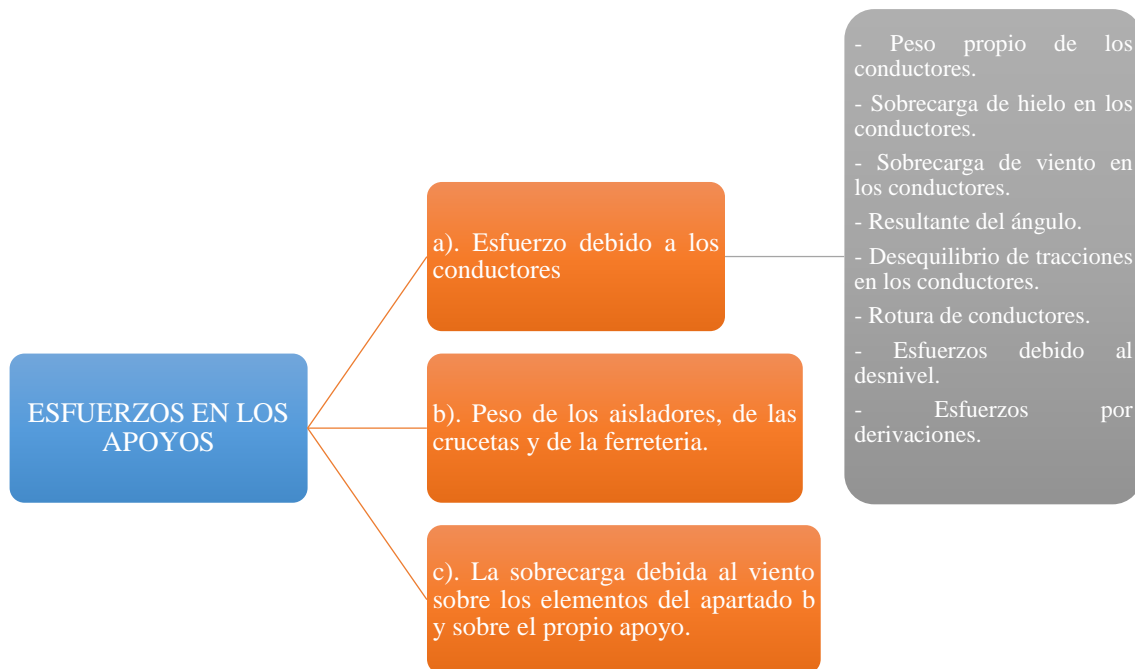 ESFUERZOS EN LOS
APOYOS
a). Esfuerzo debido a los
conductores
b). Peso de los aisladores, de las
crucetas y de la ferreteria.
c). La sobrecarga debida al viento
sobre los elementos del apartado b
y sobre el propio apoyo.
- Peso propio de los
conductores.
- Sobrecarga de hielo en los
conductores.
- Sobrecarga de viento en
los conductores.
- Resultante del ángulo.
- Desequilibrio de tracciones
en los conductores.
- Rotura de conductores.
- Esfuerzos debido al
desnivel.
- Esfuerzos por
derivaciones.